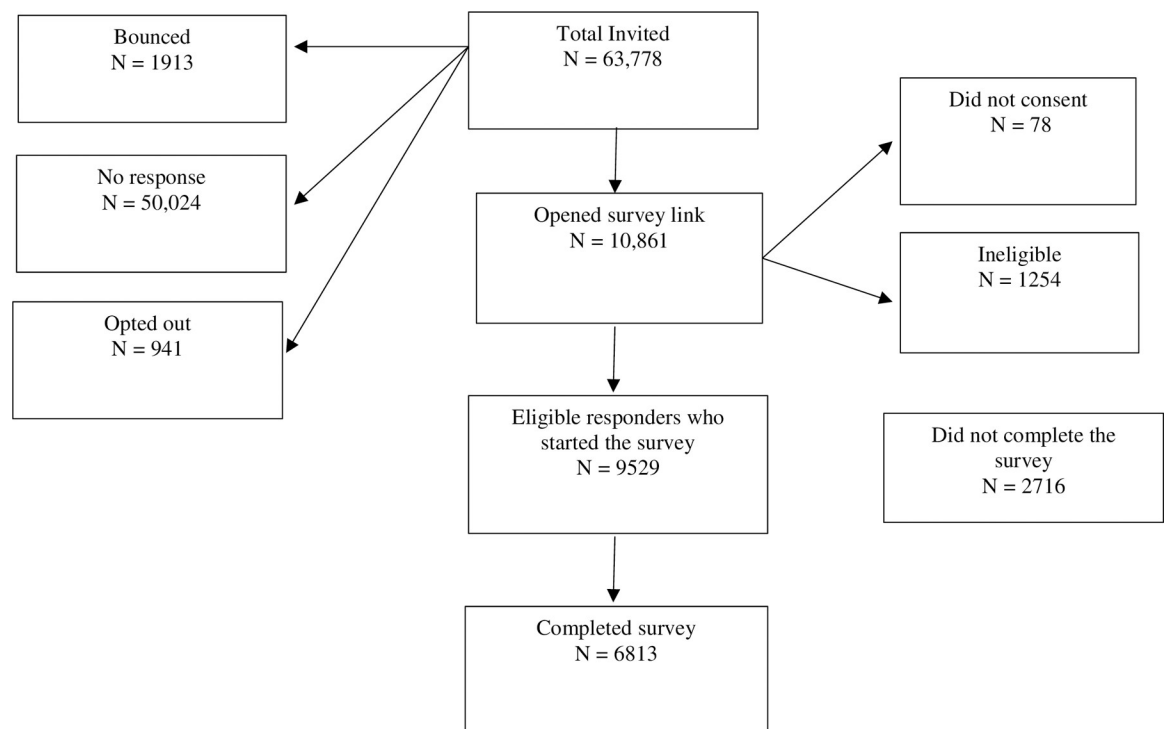 Total Invited
N = 63,778
Bounced
N = 1913
No response
N = 50,024
Opted out
N = 941
Opened survey link
N = 10,861
Did not consent
N = 78
Ineligible
N = 1254
Eligible responders who
started the survey
N = 9529
Did not complete the
survey
N = 2716
Completed survey
N = 6813